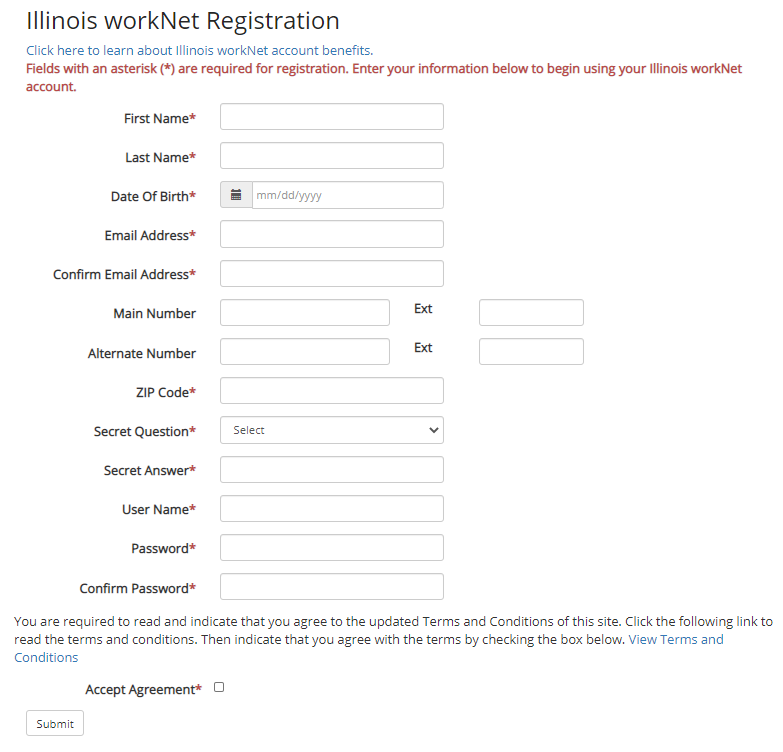 Illinois workNet Registration
Click here to learn about Illinois workNet account benefits.
Fields with an asterisk (*) are required for registration. Enter your information below to begin using your Illinois workNet
account.
First Name*
Last Name*
Date Of Birth* mm/dd/yyyy
Email Address*
Confirm Email Address*
Main Number Ext
Alternate Number Ext
ZIP Code*
Secret Question* Select
Secret Answer*
User Name*
Password*
Confirm Password*
You are required to read and indicate that you agree to the updated Terms and Conditions of this site. Click the following link to
read the terms and conditions. Then indicate that you agree with the terms by checking the box below. View Terms and
Conditions
Accept Agreement*
Submit